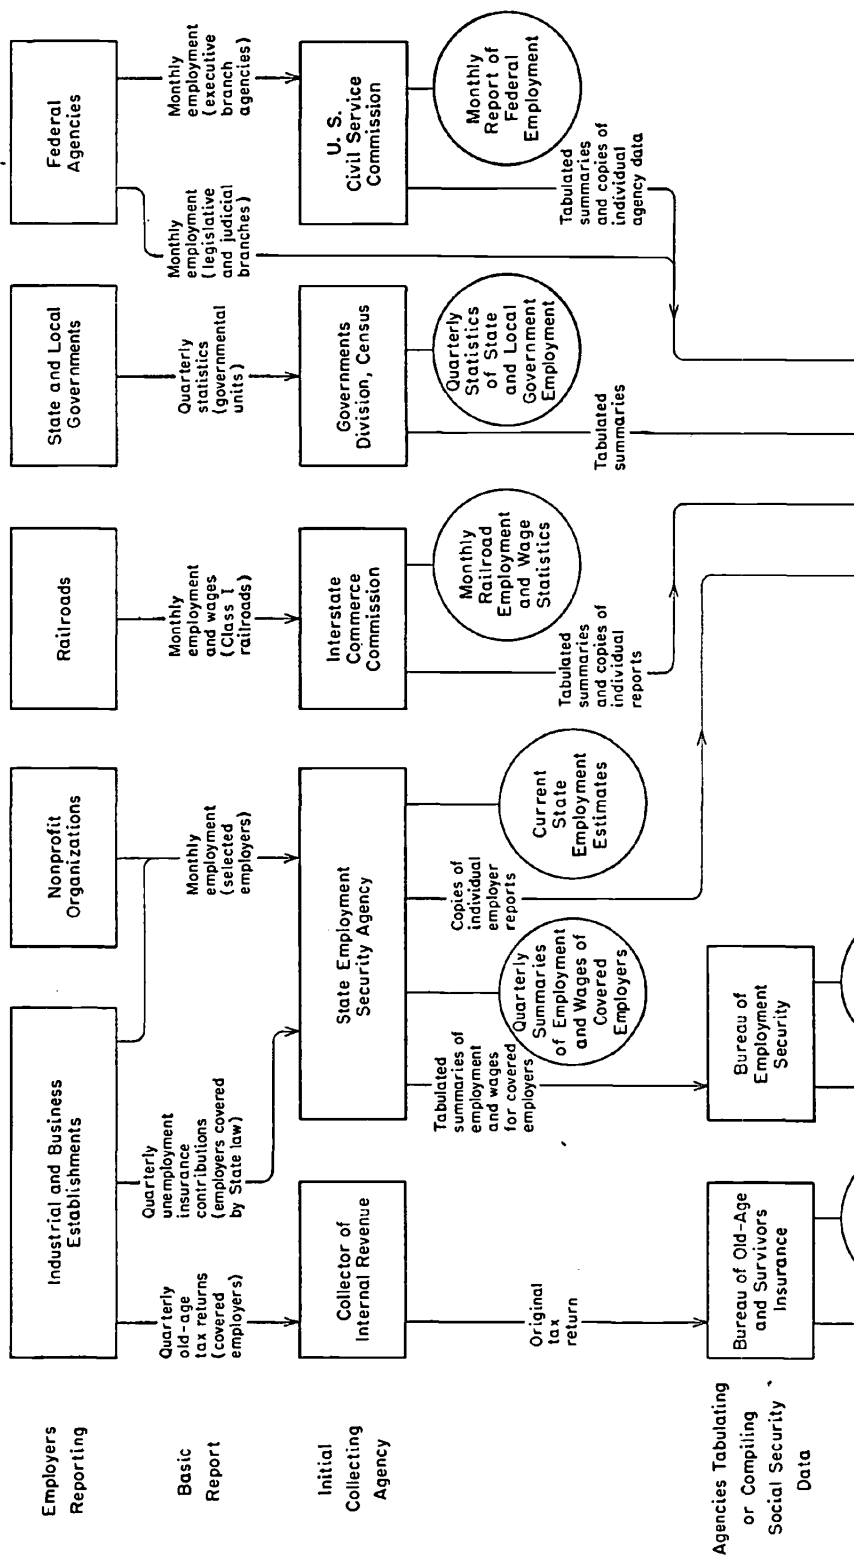 Employers
Reporting
Industrial and Business
Establishments
Nonprofit
Organizations
Railroads
State and Local
Governments
Federal
Agencies
Basic
Report
Quarterly
old-age
tax returns
(covered
employers)
Quarterly
unemployment
insurance
contributions
(employers covered
by State law)
Monthly
employment
(selected
employers)
Monthly
employment
and wages
(Class I
railroads)
Quarterly
statistics
(governmental
units)
Monthly
employment
(legislative
and judicial
branches)
Monthly
employment
(executive
branch
agencies)
Initial
Collecting
Agency
Collector of
Internal Revenue
State Employment
Security Agency
Interstate
Commerce
Commission
Governments
Division, Census
U. S.
Civil Service
Commission
Original
tax
return
Tabulated
summaries of
employment
and wages
for covered
employers
Quarterly
Summaries
of Employment
and Wages of
Covered
Employers
Copies of
individual
employer
reports
Current
State
Employment
Estimates
Tabulated
summaries
and copies of
individual
reports
Monthly
Railroad
Employment
and Wage
Statistics
Tabulated
summaries
Quarterly
Statistics
of State
and Local
Government
Employment
Tabulated
summaries
and copies of
individual
agency data
Monthly
Report of
Federal
Employment
Agencies Tabulating
or Compiling
Social Security
Data
Bureau of Old-Age
and Survivors
Insurance
Bureau of
Employment
Security